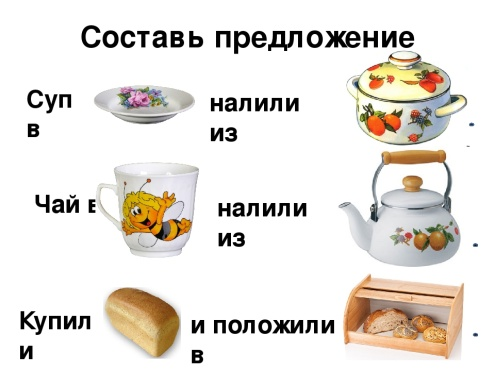 Составь предложение
Суп
в
налили
из
.
Чай в
налили
из
.
Купил
и
и положили
в
.